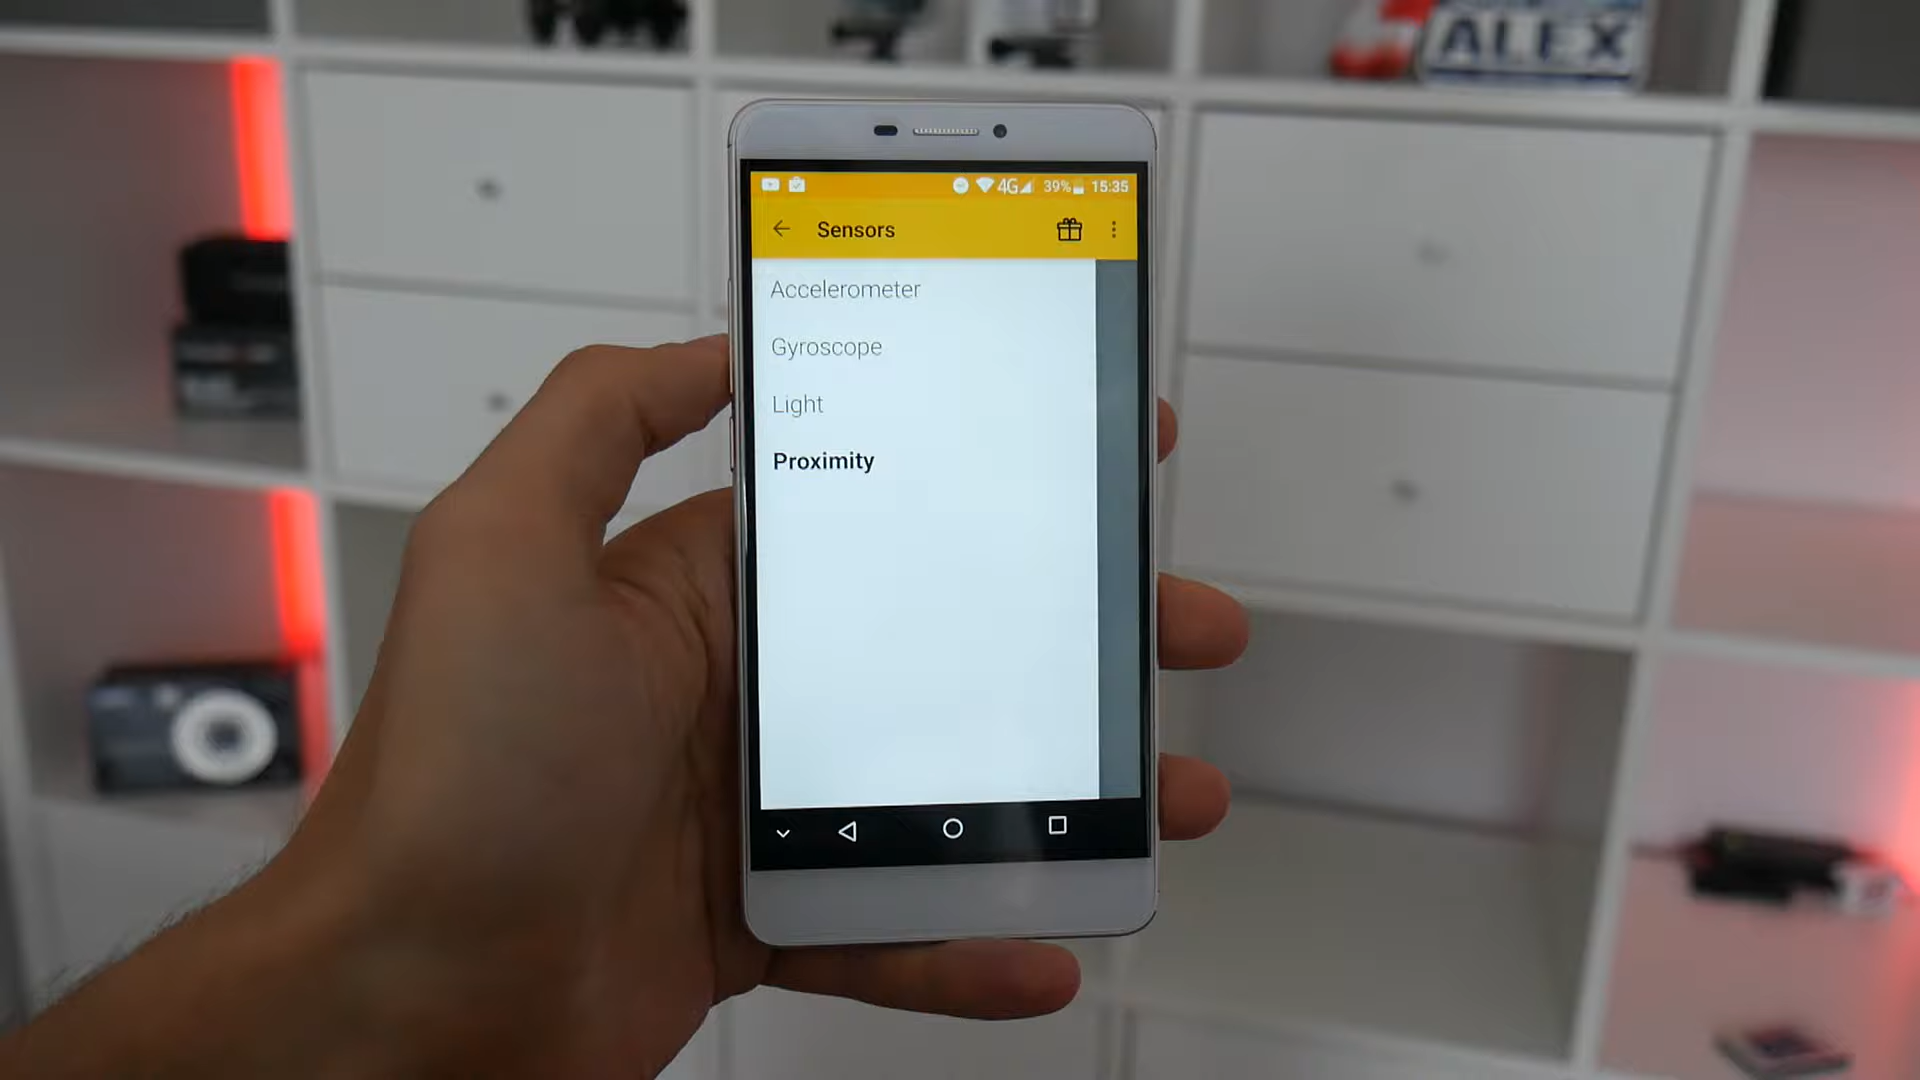 ALEX
4G 39% 15:35
Sensors
Accelerometer
Gyroscope
Light
Proximity